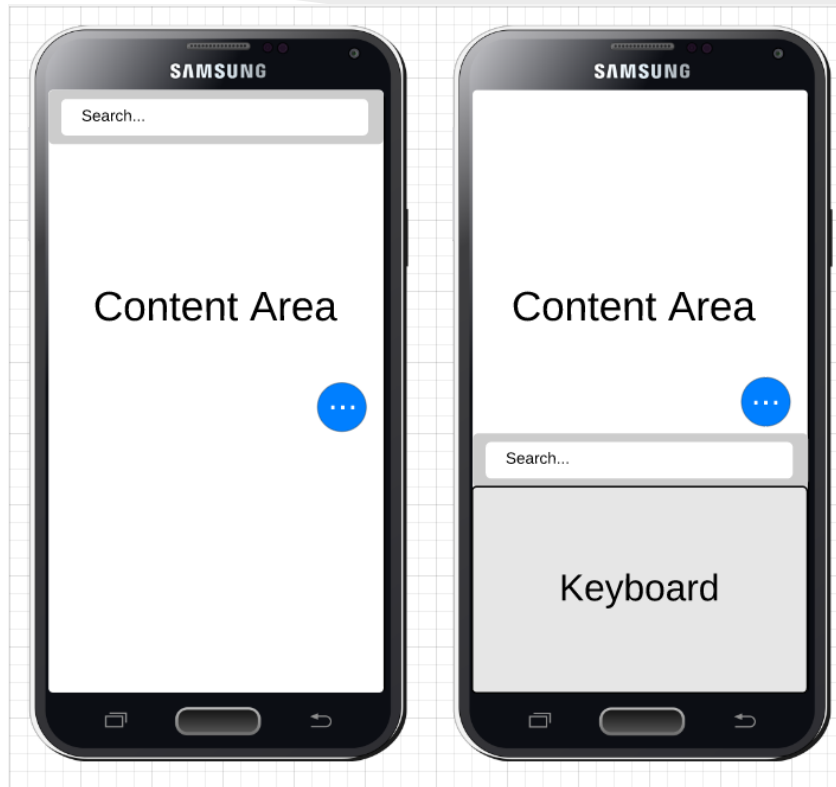 SAMSUNG
Search...
Content Area
...
SAMSUNG
Content Area
...
Search...
Keyboard